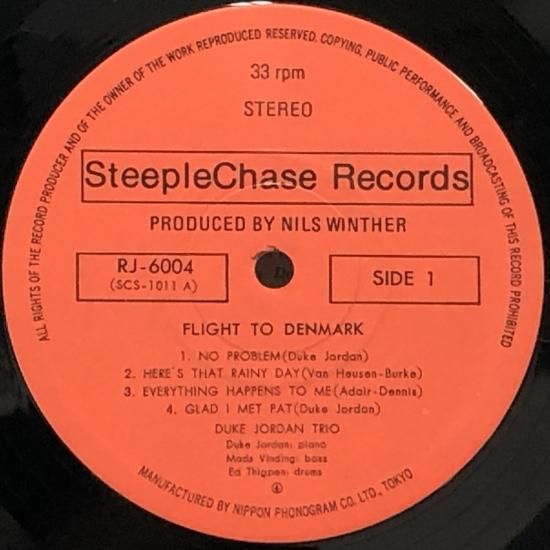 ALL RIGHTS OF THE RECORD PRODUCER AND OF THE OWNER OF THE WORK REPRODUCED RESERVED. COPYING, PUBLIC PERFORMANCE AND BROADCASTING OF THIS RECORD PROHIBITED
33 rpm
STEREO
SteepleChase Records
PRODUCED BY NILS WINTHER
RJ-6004
(SCS-1011 A)
SIDE 1
FLIGHT TO DENMARK
1. NO PROBLEM(Duke Jordan)
2. HERE'S THAT RAINY DAY(Van Heusen-Burke)
3. EVERYTHING HAPPENS TO ME(Adair-Dennis)
4. GLAD I MET PAT(Duke Jordan)
DUKE JORDAN TRIO
Duke Jordan: piano
Mads Vinding: bass
Ed Thigpen: drums
MANUFACTURED BY NIPPON PHONOGRAM CO. LTD., TOKYO